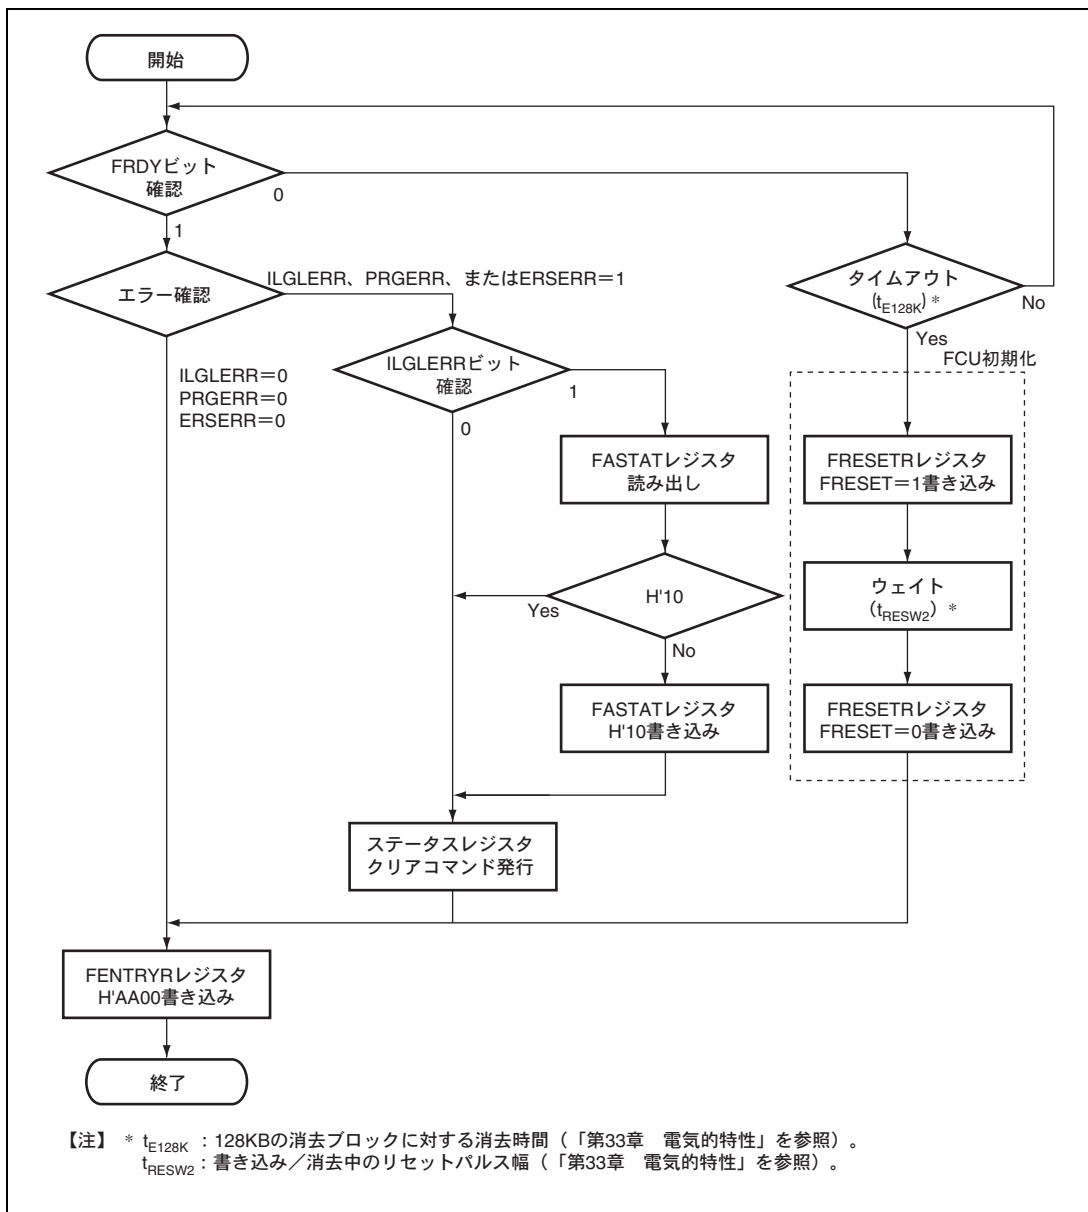 開始
FRDYビット
確認
0
1
エラー確認
ILGLERR、PRGERR、またはERSERR=1
タイムアウト
(tE128K) *
No
Yes
FCU初期化
ILGLERR=0
PRGERR=0
ERSERR=0
ILGLERRビット
確認
1
0
FASTATレジスタ
読み出し
FRESETRレジスタ
FRESET=1書き込み
H'10
Yes
No
ウェイト
(tRESW2) *
FASTATレジスタ
H'10書き込み
FRESETRレジスタ
FRESET=0書き込み
ステータスレジスタ
クリアコマンド発行
FENTRYRレジスタ
H'AA00書き込み
終了
【注】 * tE128K :128KBの消去ブロックに対する消去時間(「第33章 電気的特性」を参照)。
tRESW2:書き込み/消去中のリセットパルス幅(「第33章 電気的特性」を参照)。